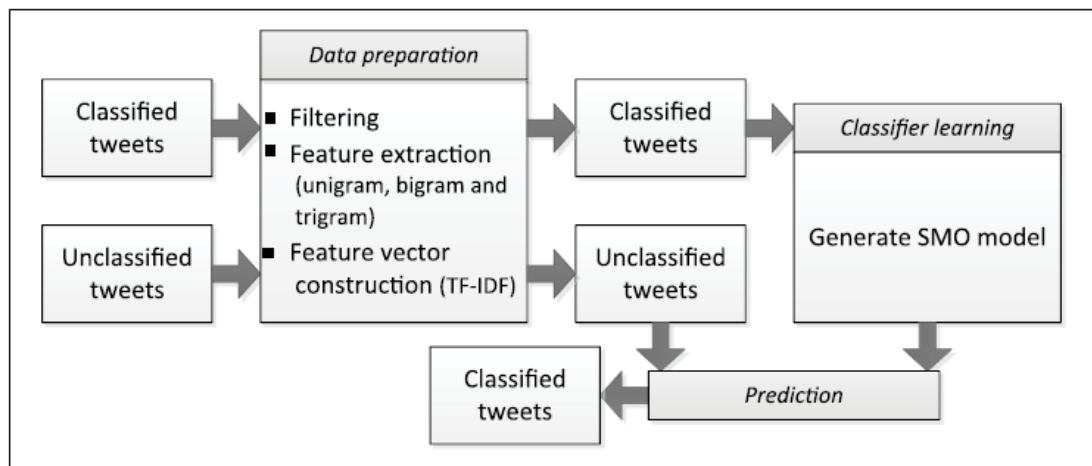 Data preparation
Classified
tweets
▪ Filtering
▪ Feature extraction
(unigram, bigram and
trigram)
▪ Feature vector
construction (TF-IDF)
Classified
tweets
Classifier learning
Generate SMO model
Unclassified
tweets
Unclassified
tweets
Classified
tweets
Prediction